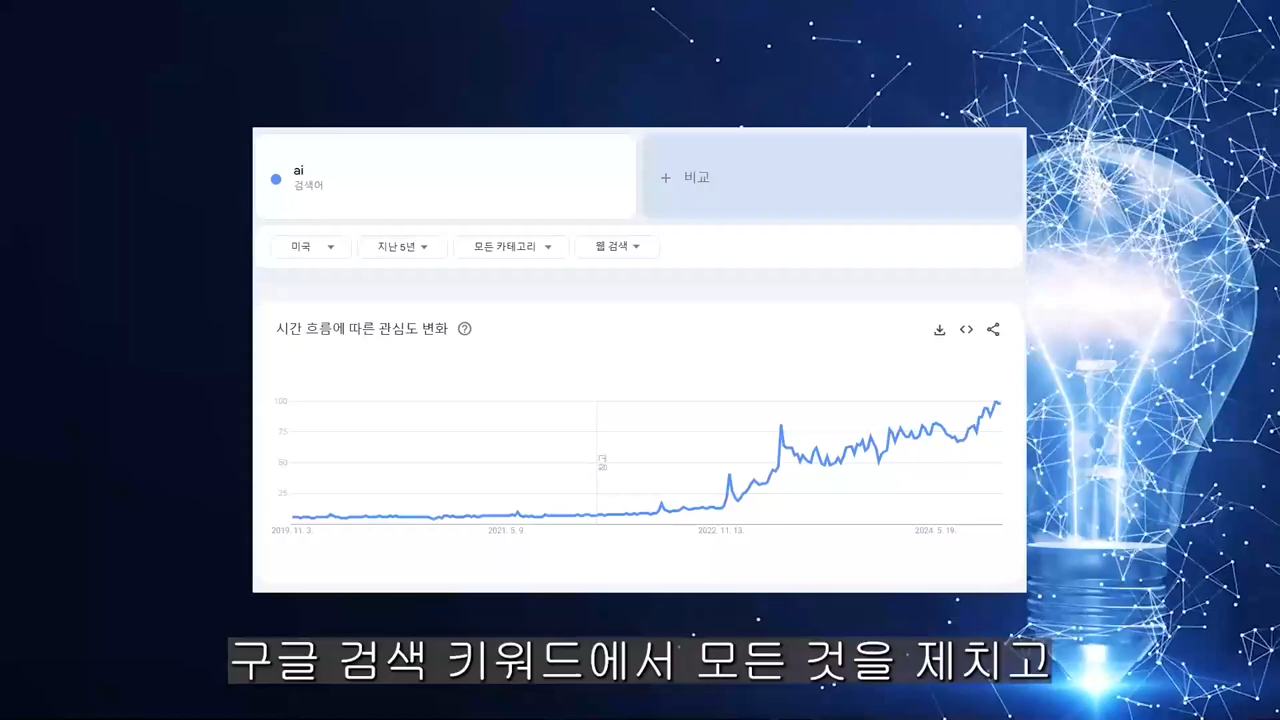 ai
검색어
+ 비교
미국
지난 5년
모든 카테고리
웹 검색
시간 흐름에 따른 관심도 변화
100
75
50
25
메모
2019. 11. 3.
2021. 5. 9.
2022. 11. 13.
2024. 5. 19.
구글 검색 키워드에서 모든 것을 제치고